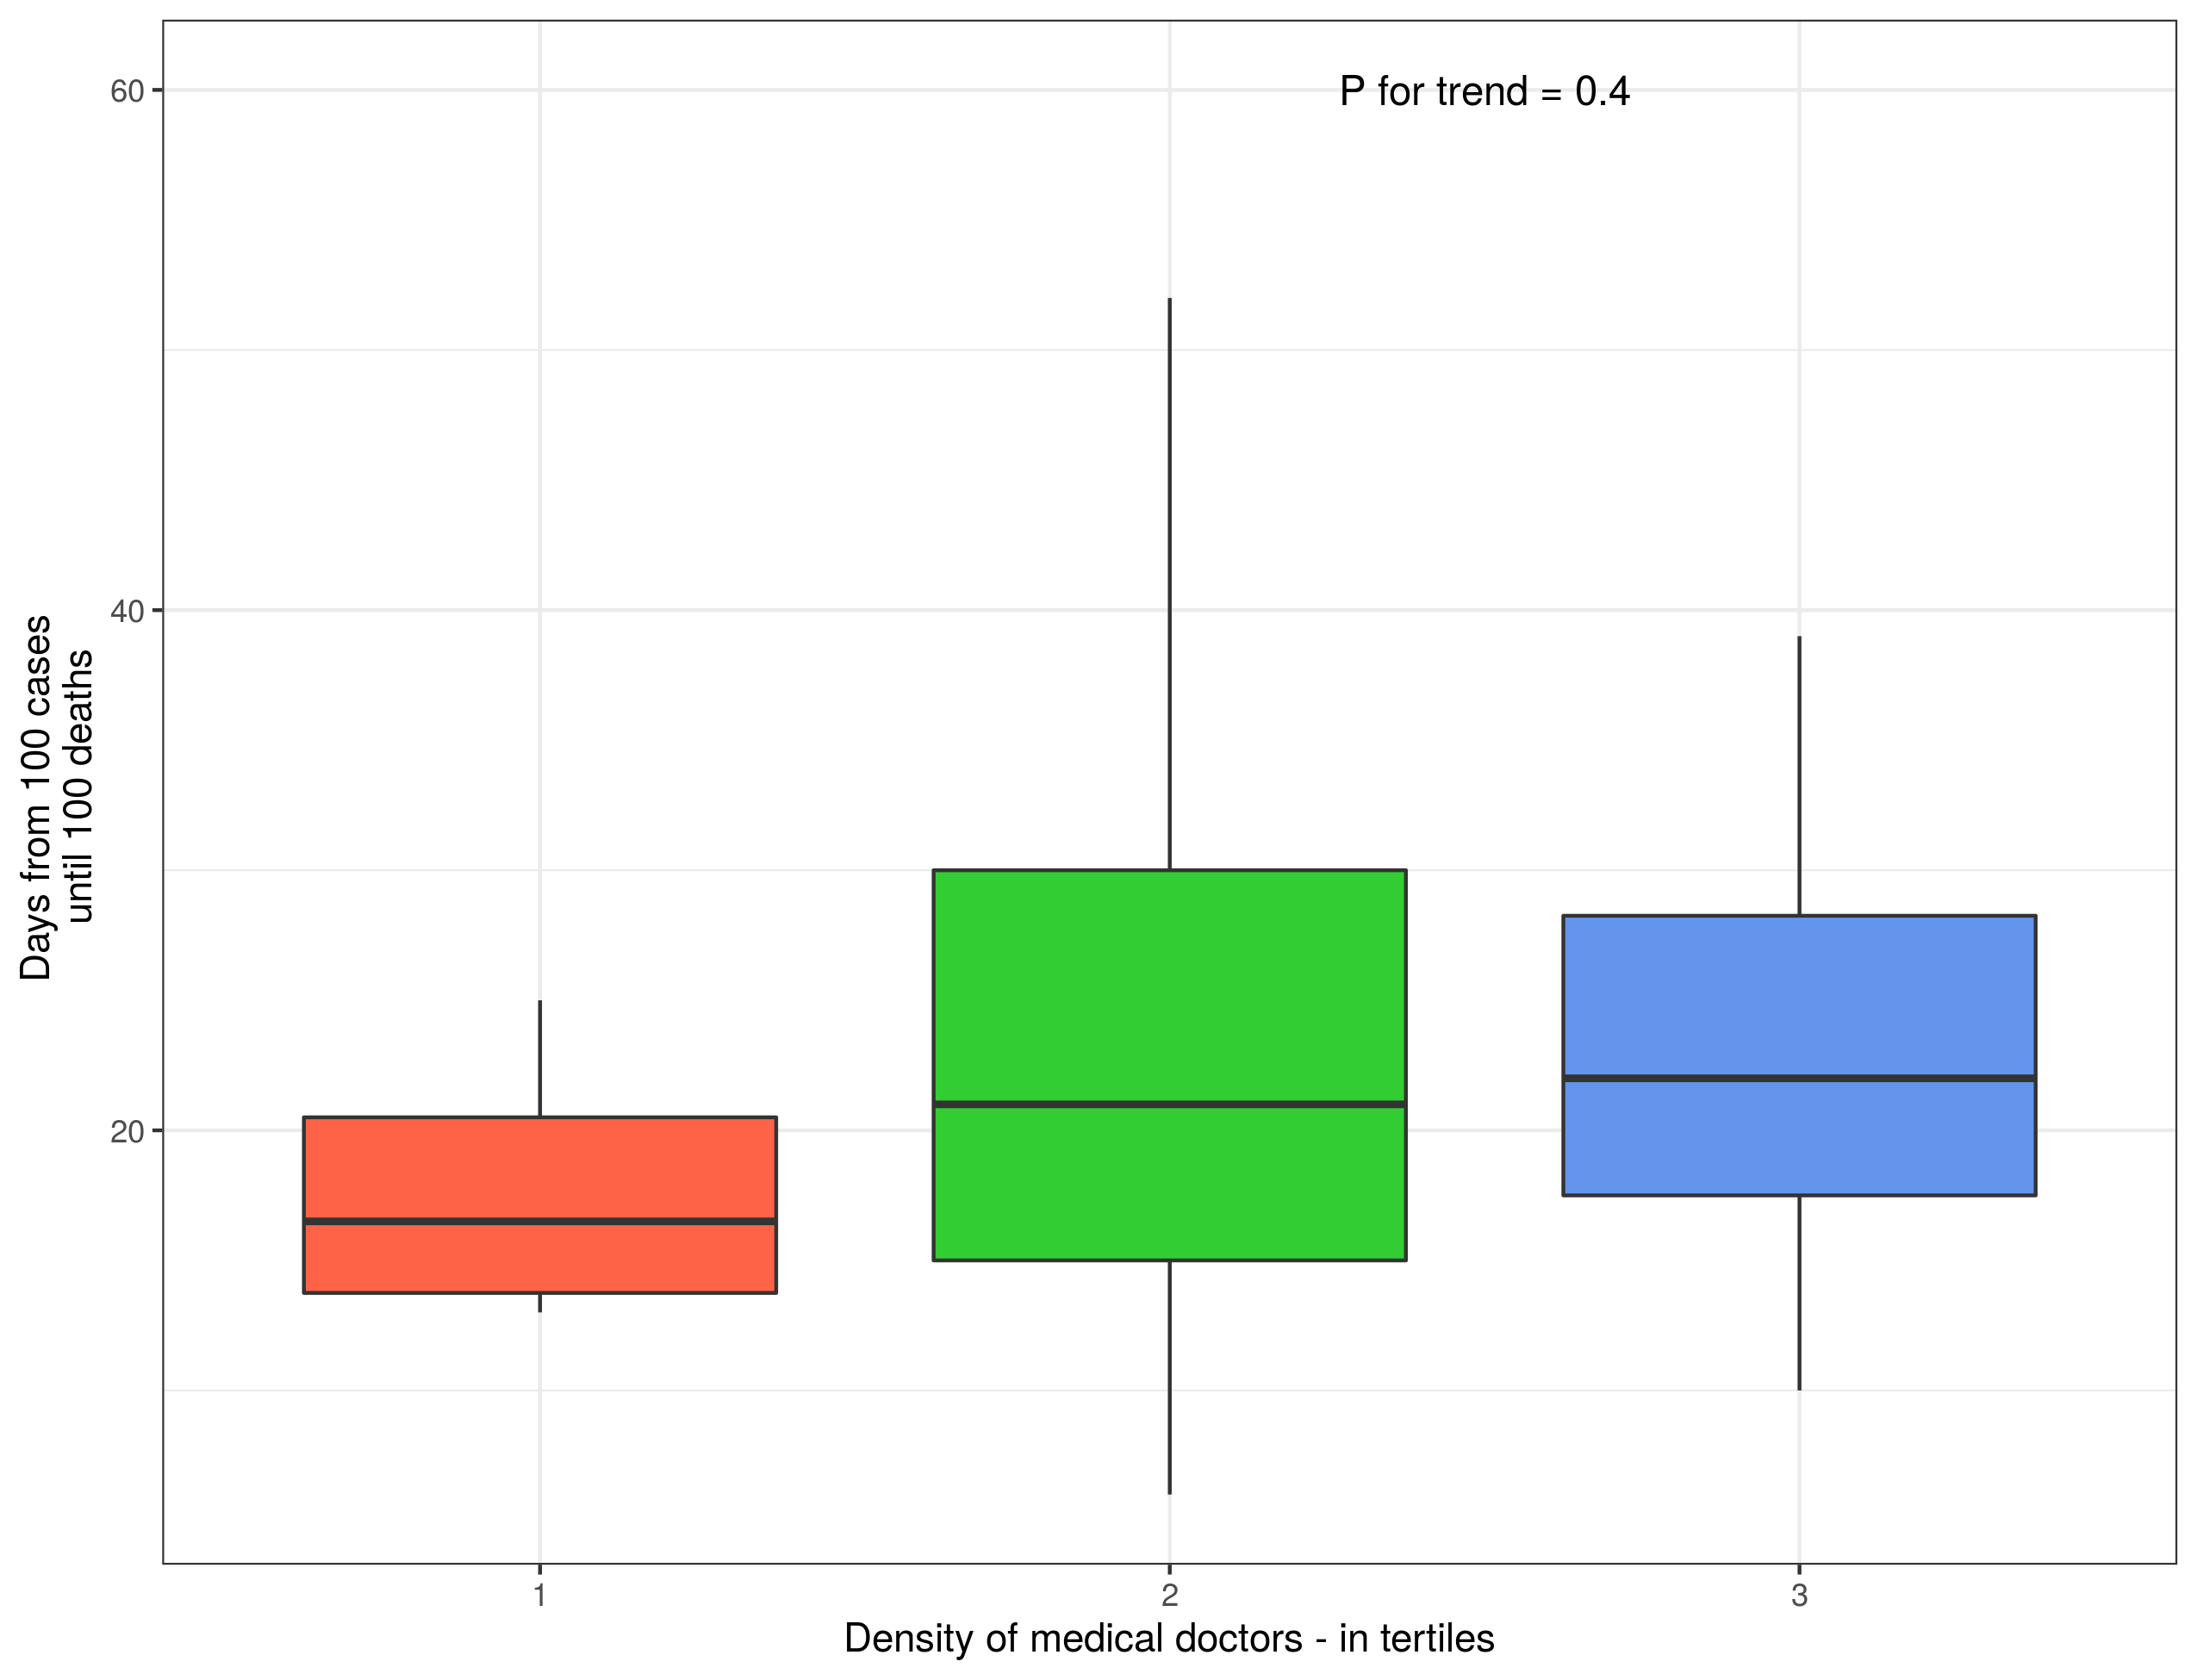 P for trend = 0.4
60
40
20
Days from 100 cases
until 100 deaths
1
2
3
Density of medical doctors - in tertiles